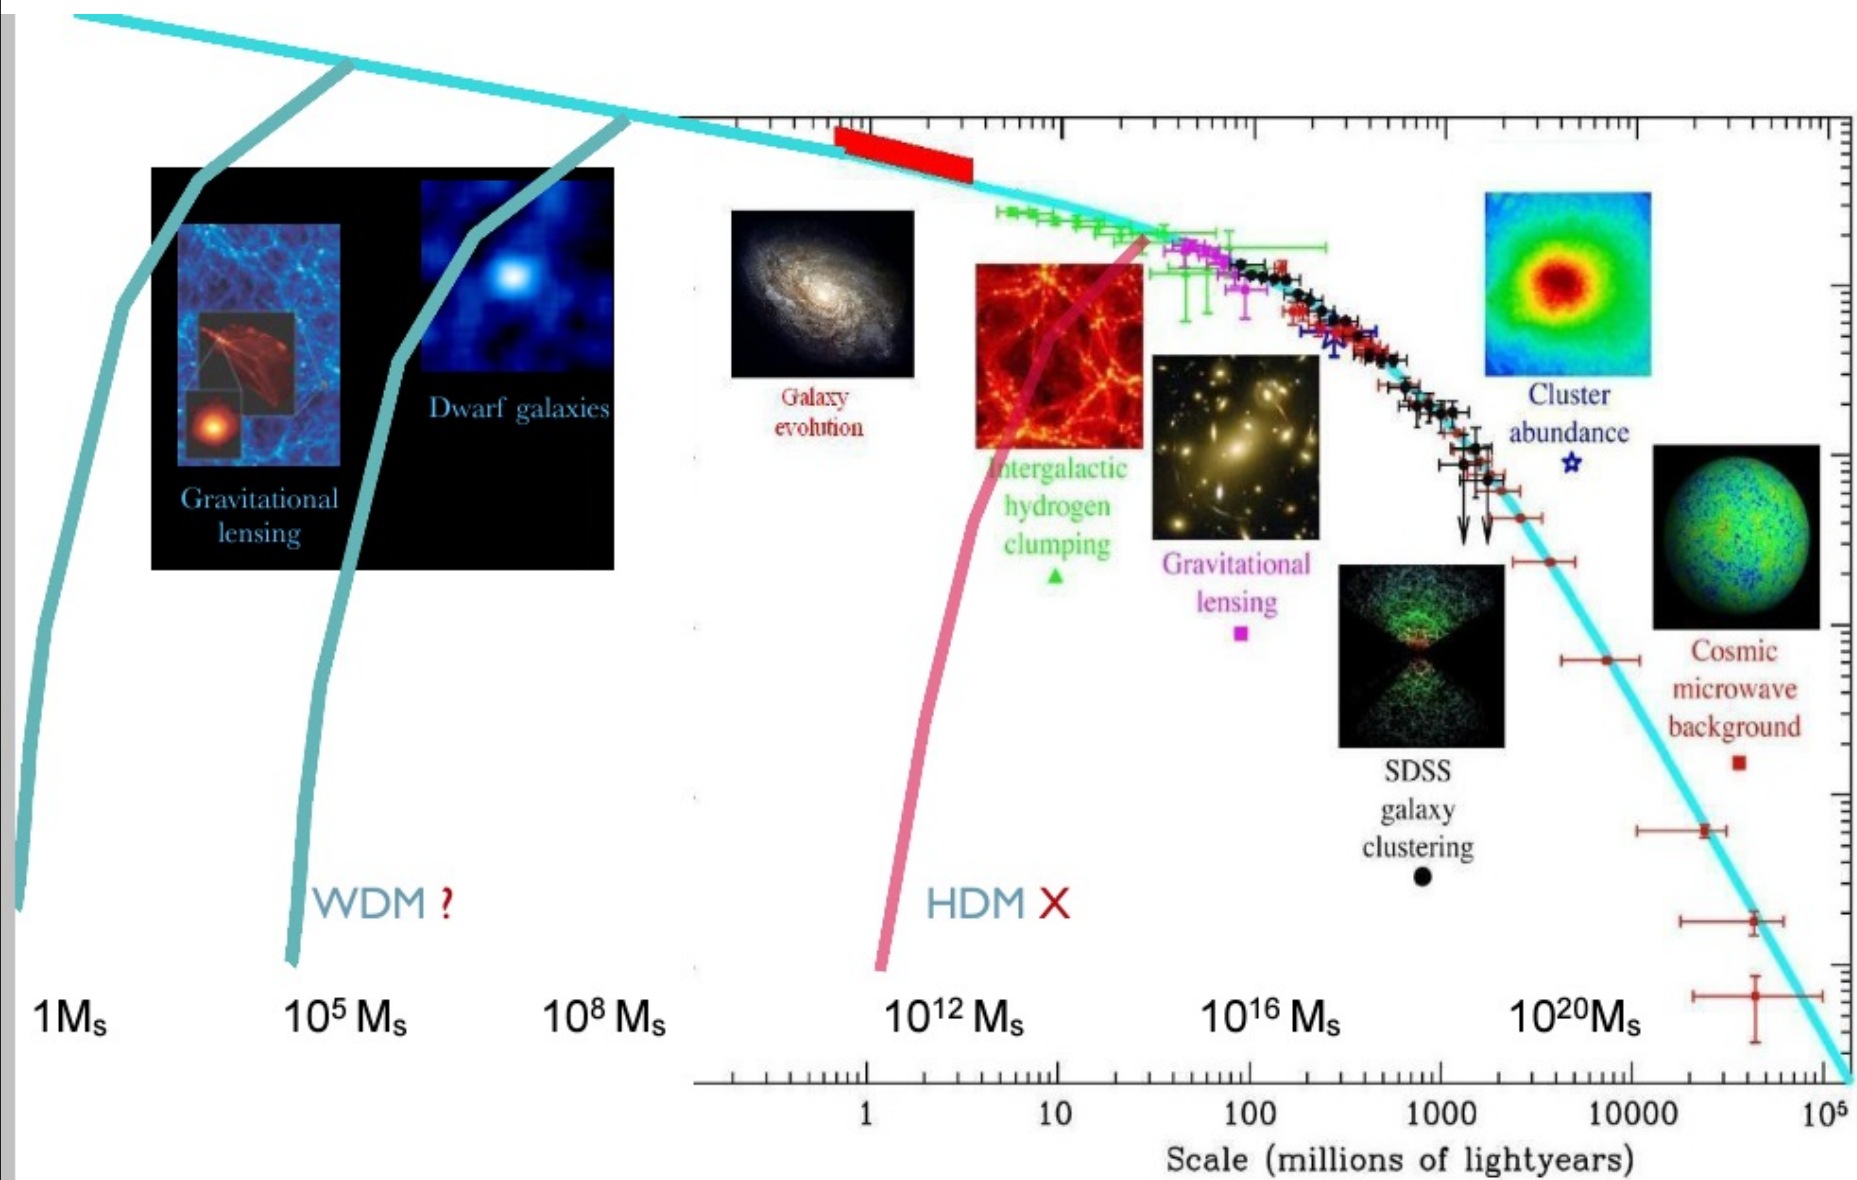 Gravitational
lensing
Dwarf galaxies
Galaxy
evolution
Intergalactic
hydrogen
clumping
Gravitational
lensing
SDSS
galaxy
clustering
Cluster
abundance
Cosmic
microwave
background
WDM ?
HDM X
1Mₛ 10⁵ Mₛ 10⁸ Mₛ 10¹² Mₛ 10¹⁶ Mₛ 10²⁰Mₛ
1 10 100 1000 10000 10⁵
Scale (millions of lightyears)